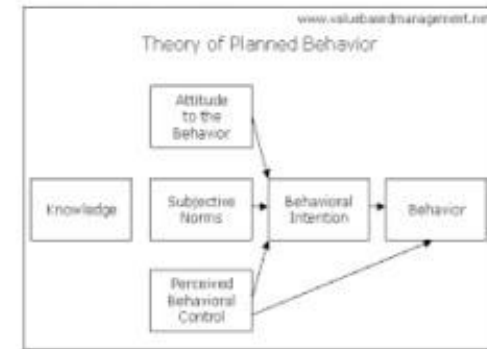 www.valuebasedmanagement.net
Theory of Planned Behavior
Attitude
to the
Behavior
Knowledge
Subjective
Norms
Behavioral
Intention
Behavior
Perceived
Behavioral
Control